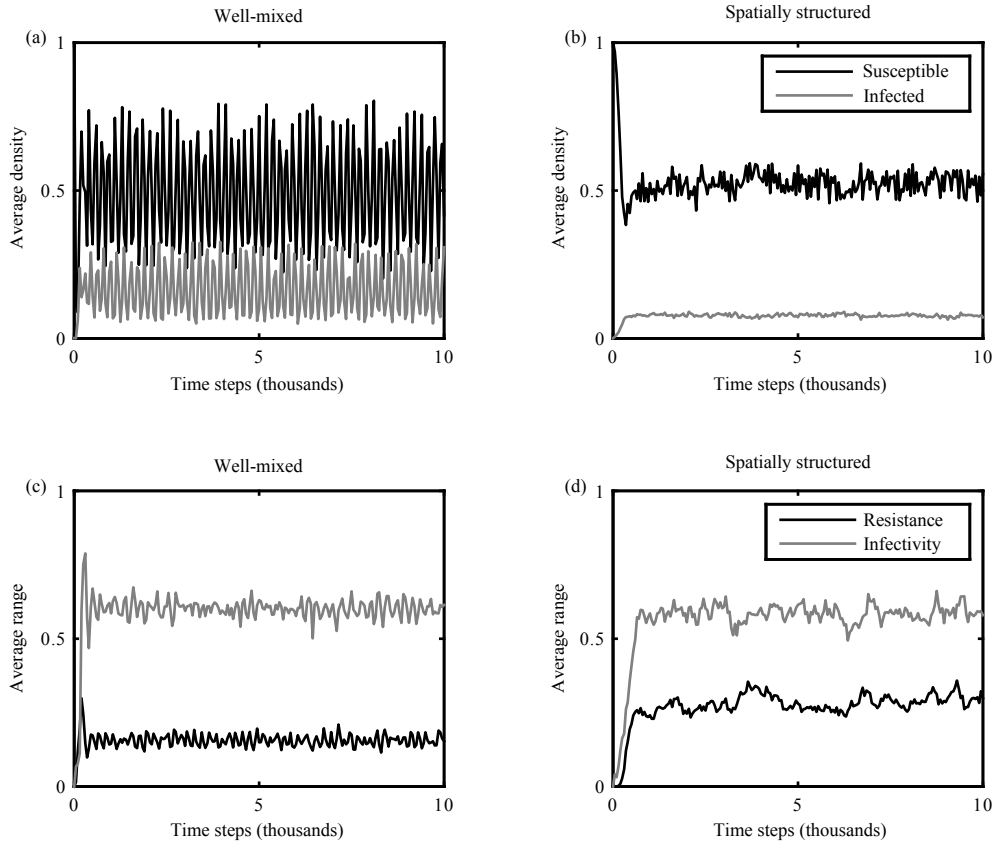 Well-mixed
(a)
1
0.5
0
Average density
0
5
10
Time steps (thousands)
Spatially structured
(b)
1
0.5
0
Average density
Susceptible
Infected
0
5
10
Time steps (thousands)
Well-mixed
(c)
1
0.5
0
Average range
0
5
10
Time steps (thousands)
Spatially structured
(d)
1
0.5
0
Average range
Resistance
Infectivity
0
5
10
Time steps (thousands)